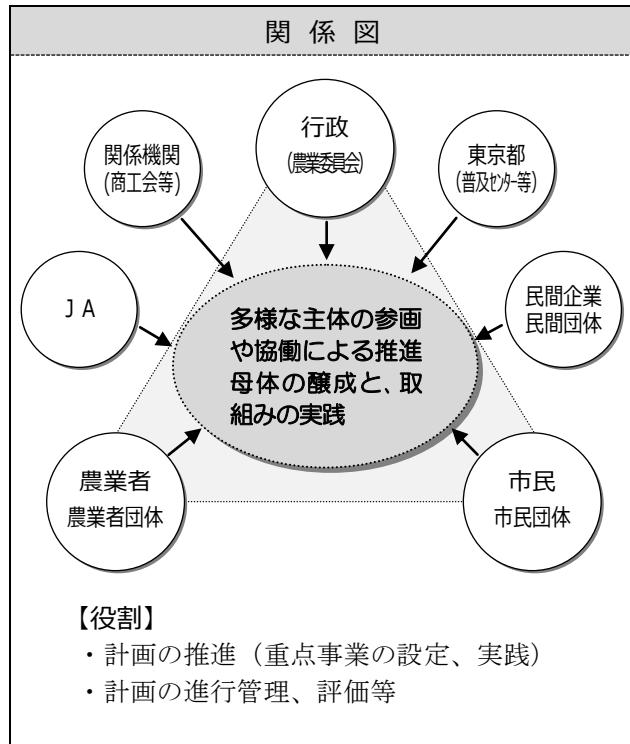 関係図
行政
(農業委員会)
関係機関
(商工会等)
東京都
(普及ｾﾝﾀｰ等)
JA
民間企業
民間団体
多様な主体の参画
や協働による推進
母体の醸成と、取
組みの実践
農業者
農業者団体
市民
市民団体
【役割】
・計画の推進（重点事業の設定、実践）
・計画の進行管理、評価等